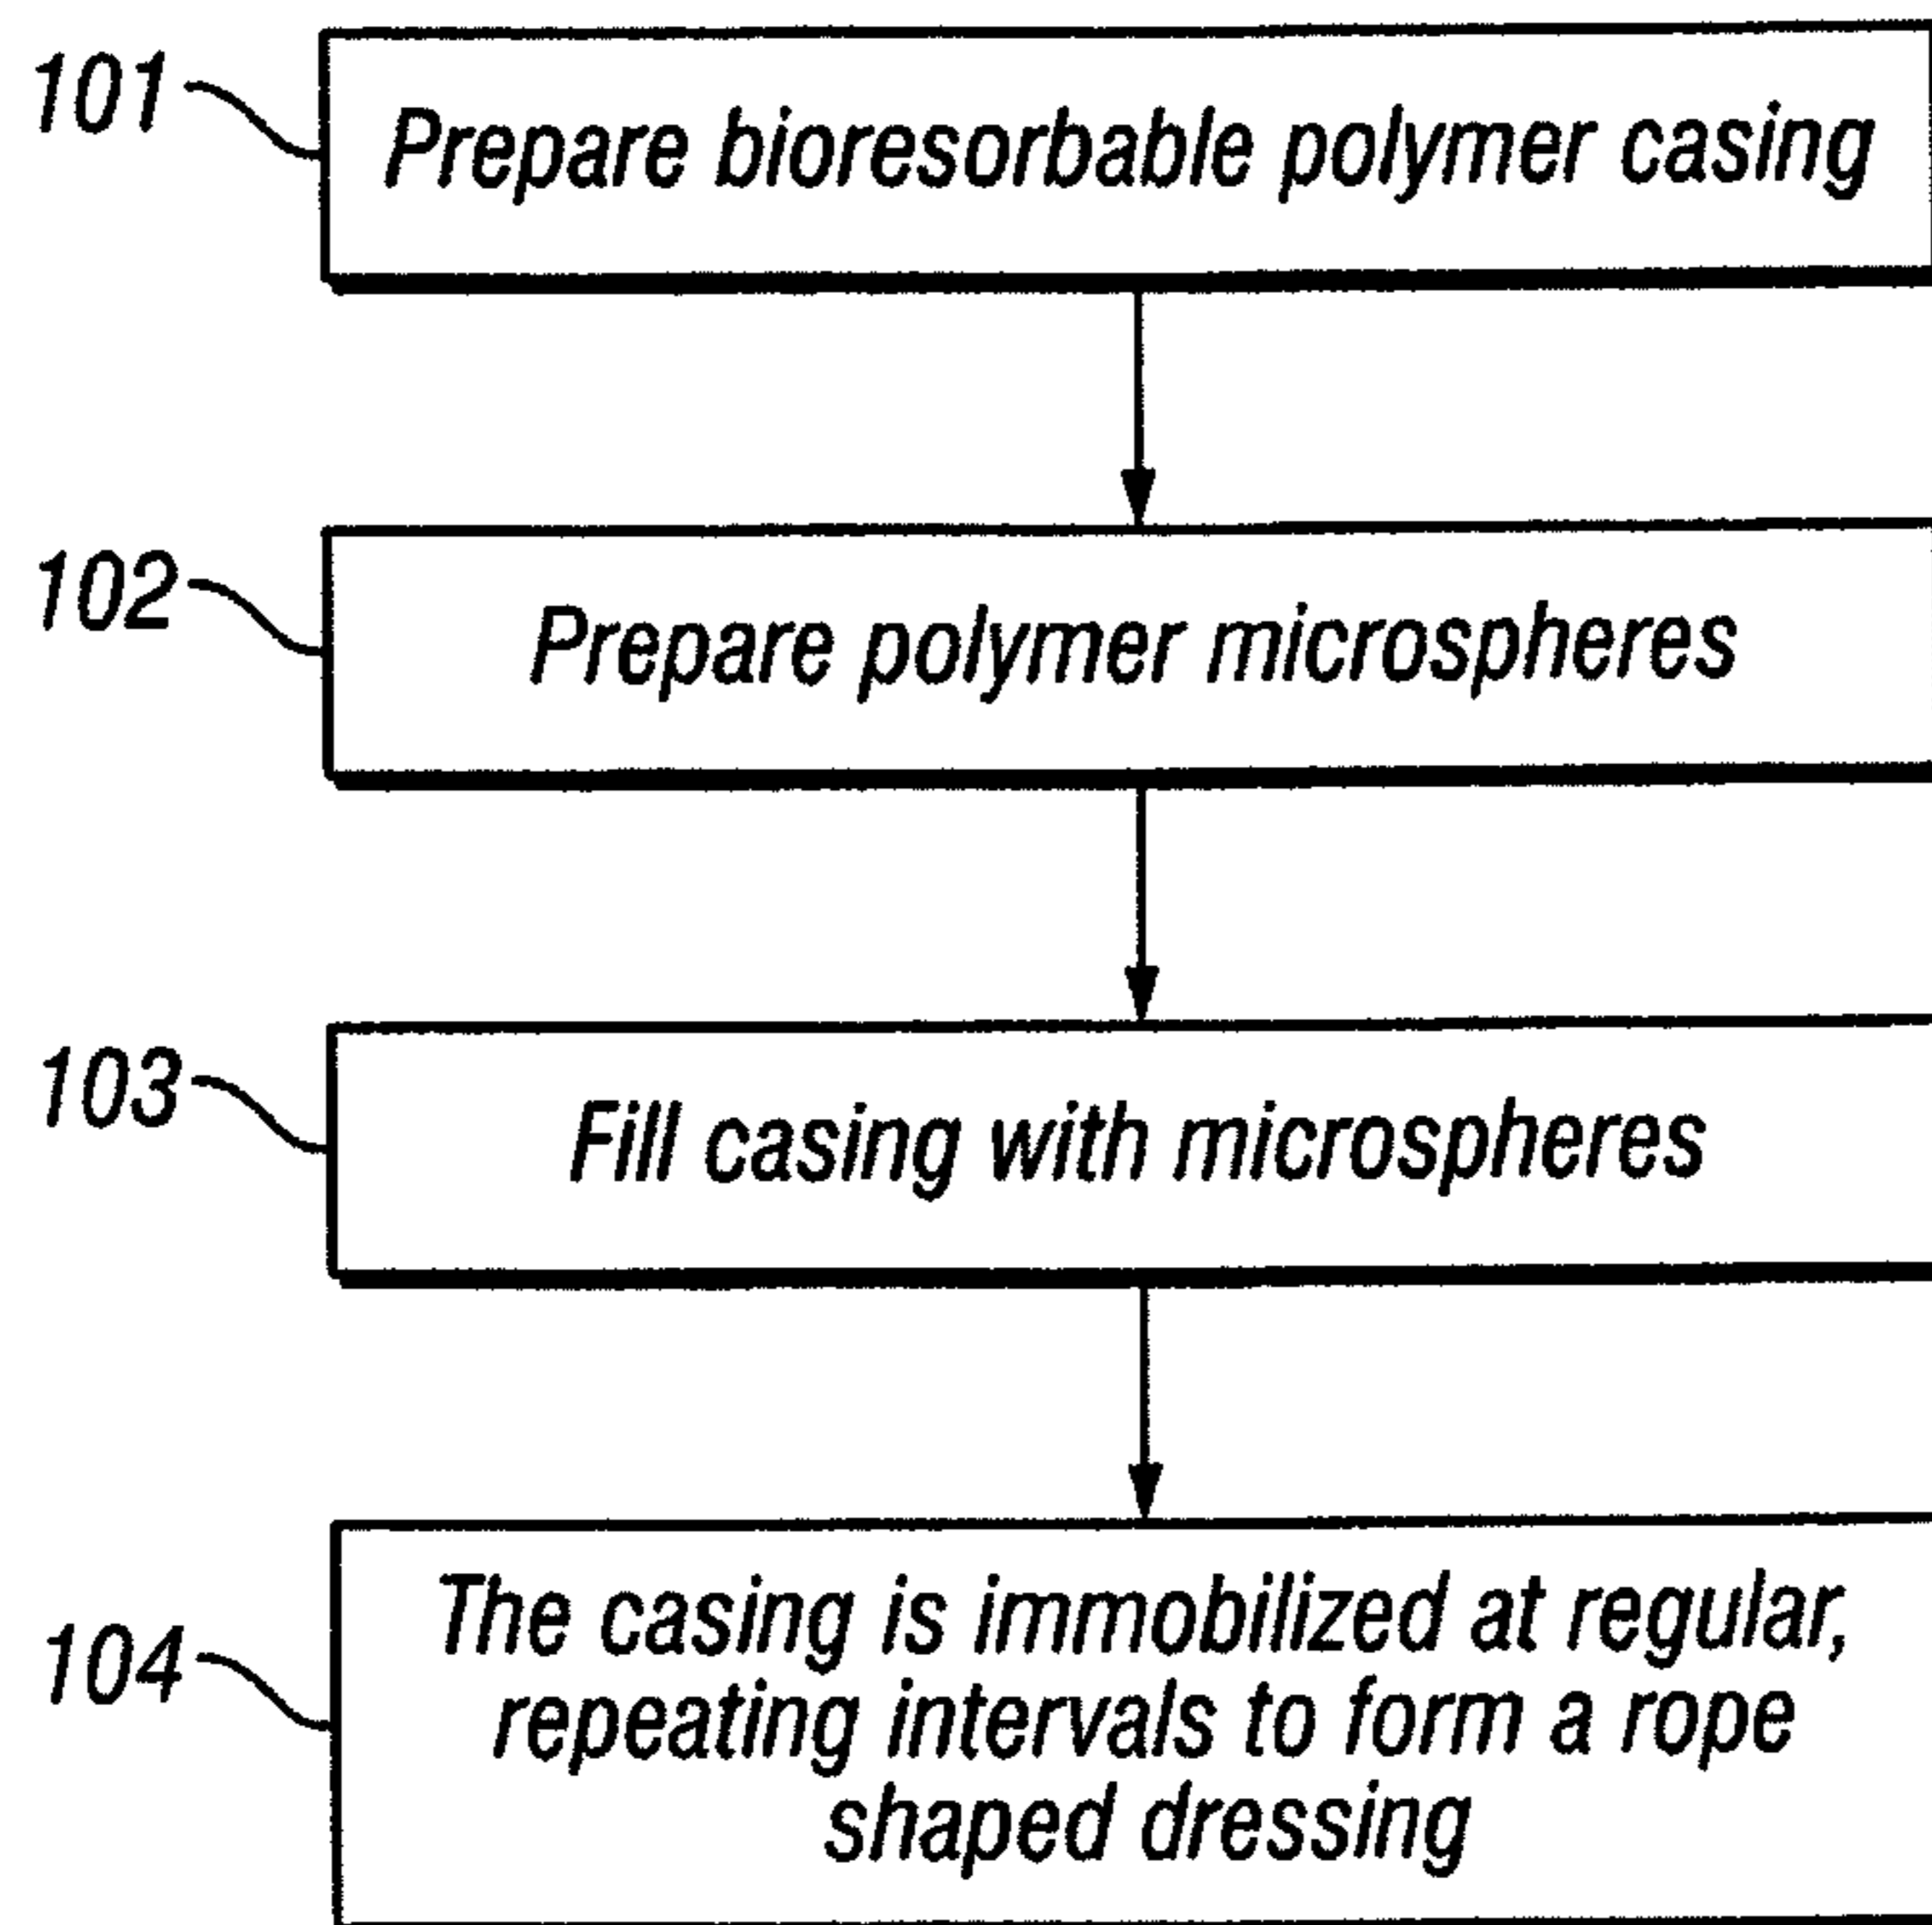 101
Prepare bioresorbable polymer casing
102
Prepare polymer microspheres
103
Fill casing with microspheres
104
The casing is immobilized at regular,
repeating intervals to form a rope
shaped dressing